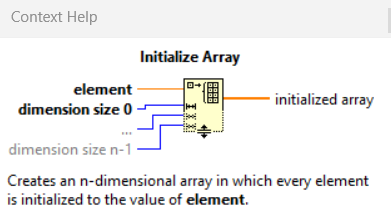 Context Help
Initialize Array
element
dimension size 0
...
dimension size n-1
initialized array
Creates an n-dimensional array in which every element
is initialized to the value of element.